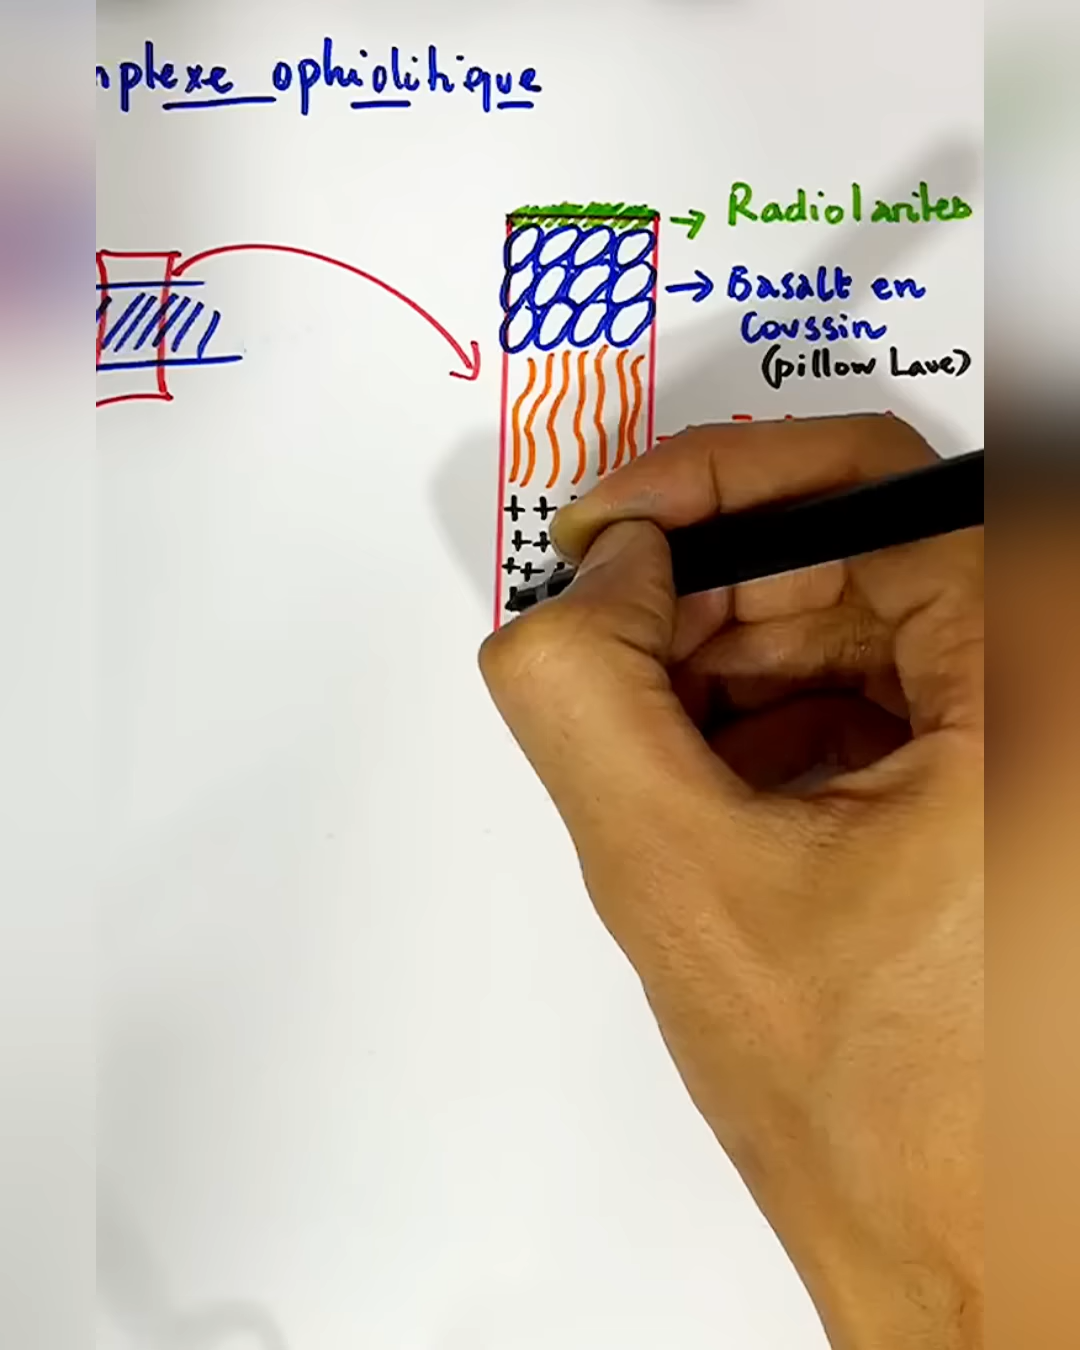 mplexe ophiolitique
Radiolarites
Basalt en
Coussin
(pillow Lave)